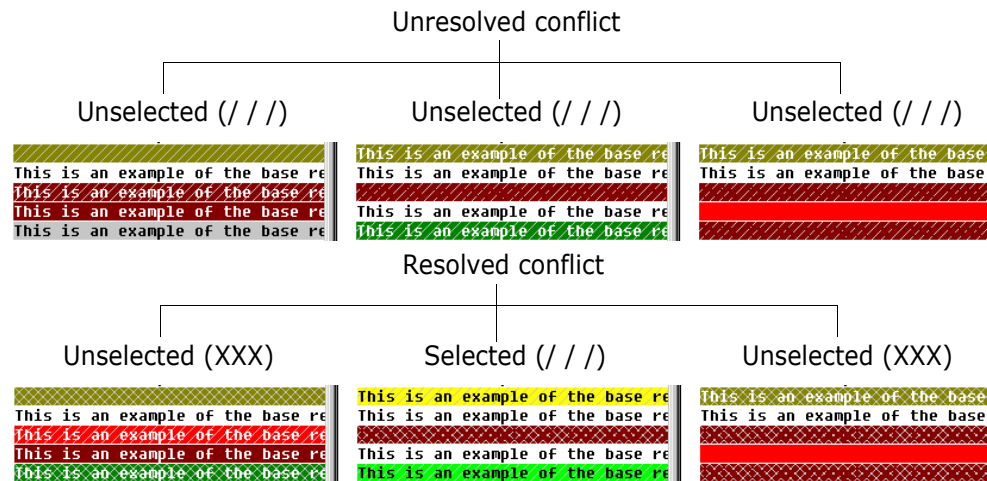 Unresolved conflict
Unselected (/ / /)
Unselected (/ / /)
Unselected (/ / /)
This is an example of the base re
This is an example of the base re
This is an example of the base re
This is an example of the base re
This is an example of the base re
This is an example of the base re
This is an example of the base re
This is an example of the base re
This is an example of the base
This is an example of the base
Resolved conflict
Unselected (XXX)
Selected (/ / /)
Unselected (XXX)
This is an example of the base re
This is an example of the base re
This is an example of the base re
This is an example of the base re
This is an example of the base re
This is an example of the base re
This is an example of the base re
This is an example of the base re
This is an example of the base
This is an example of the base